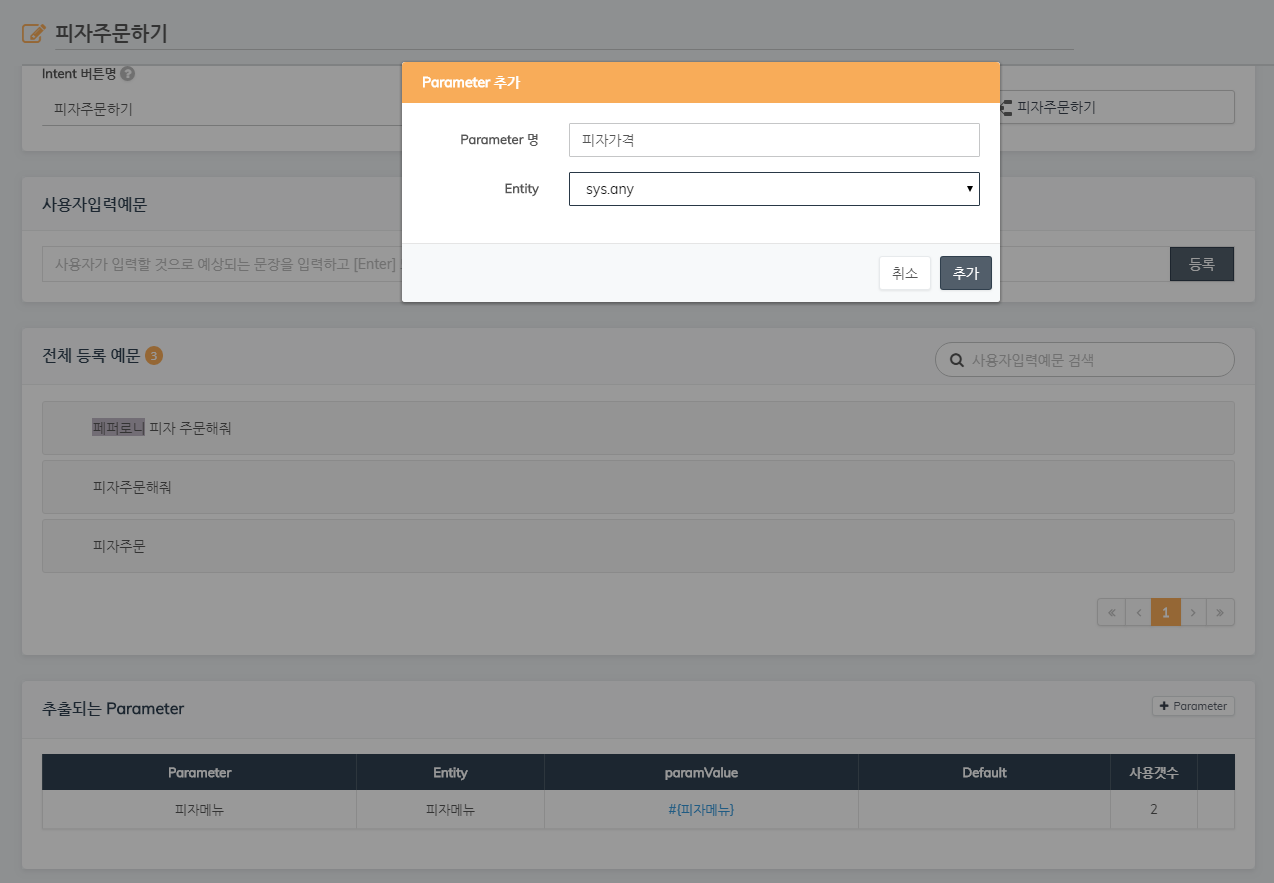 피자주문하기
Intent 버튼명 ?
피자주문하기
피자주문하기
Parameter 추가
Parameter 명
피자가격
Entity
sys.any
취소
추가
사용자입력예문
사용자가 입력할 것으로 예상되는 문장을 입력하고 [Enter]
등록
전체 등록 예문 3
사용자입력예문 검색
페퍼로니 피자 주문해줘
피자주문해줘
피자주문
« ‹ 1 › »
추출되는 Parameter
+ Parameter
Parameter Entity paramValue Default 사용갯수
피자메뉴 피자메뉴 #{피자메뉴} 2